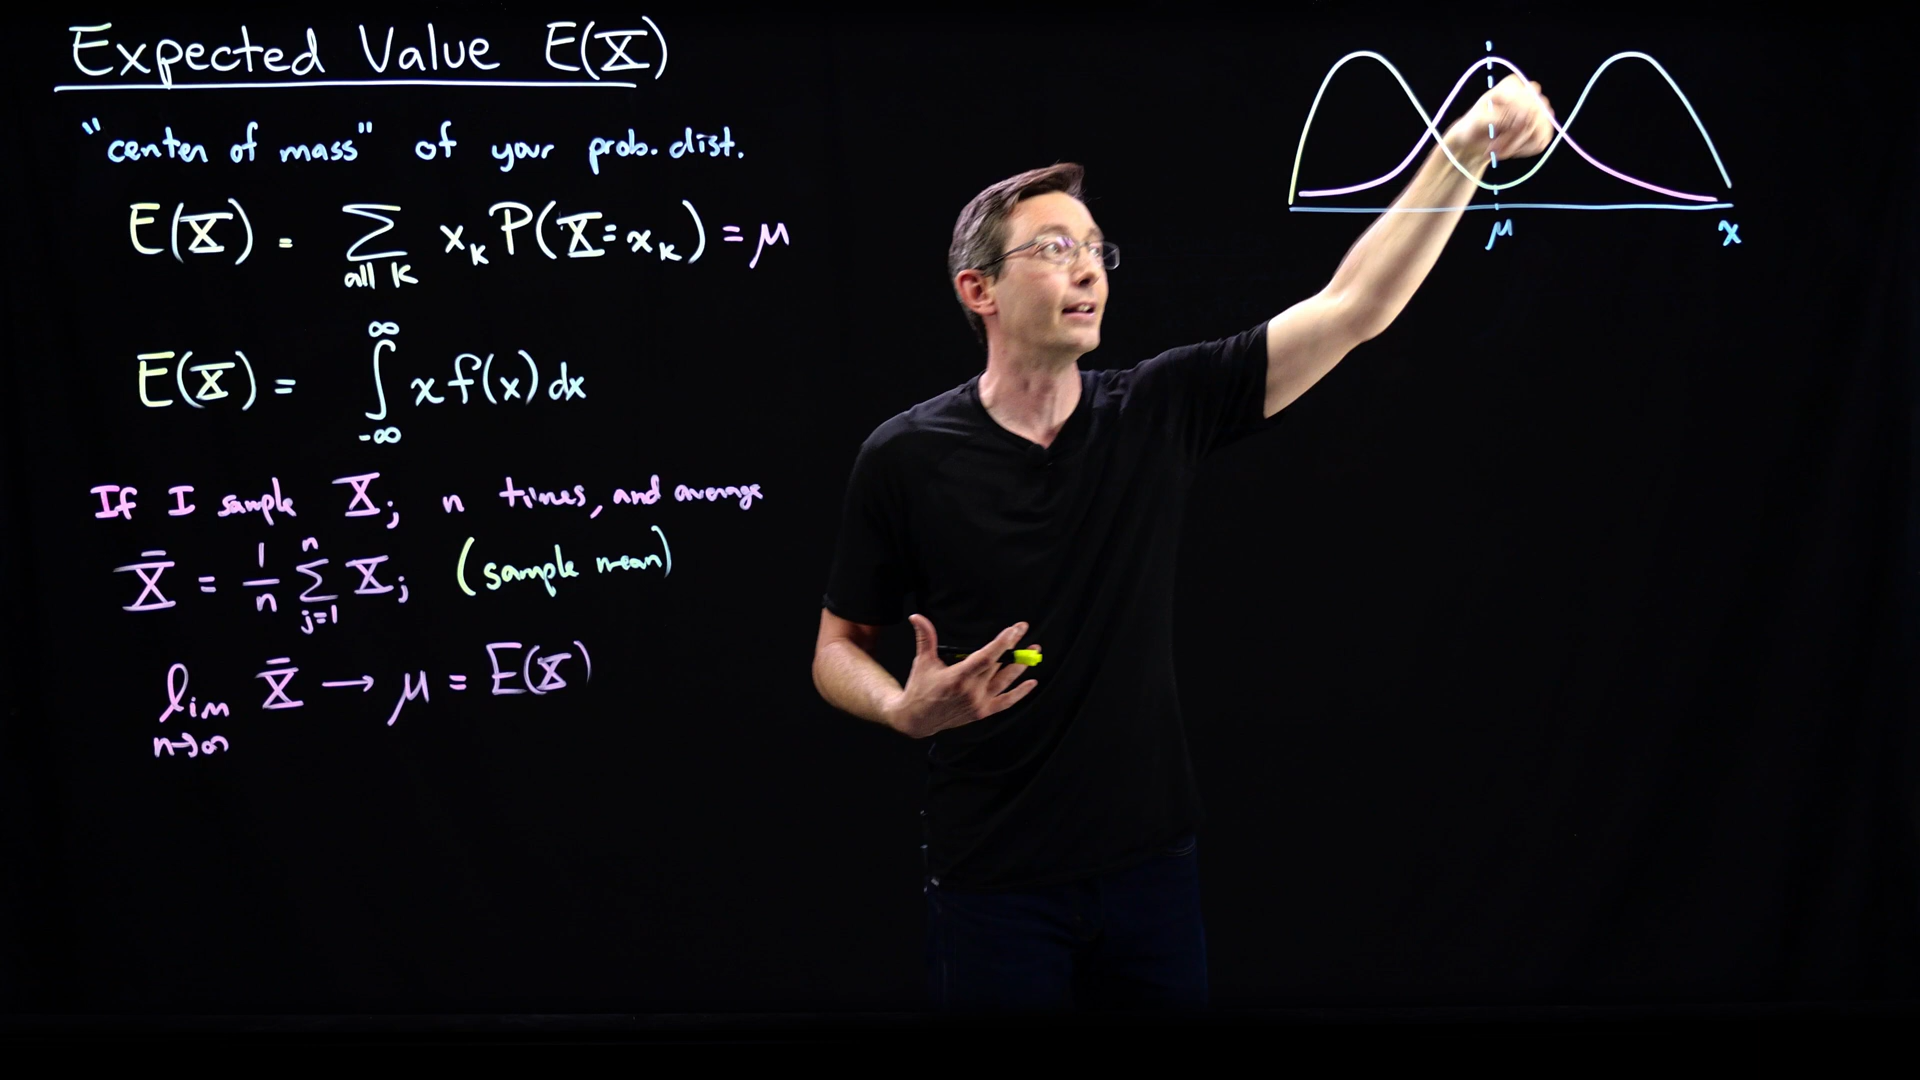 Expected Value E(X)
"center of mass" of your prob. dist.
E(X) = ∑ all k x_k P(X=x_k) = μ
E(X) = ∫_{-∞}^{∞} x f(x) dx
If I sample X_j n times, and average
X̄ = 1/n ∑_{j=1}^{n} X_j (sample mean)
lim n→∞ X̄ → μ = E(X)
μ x